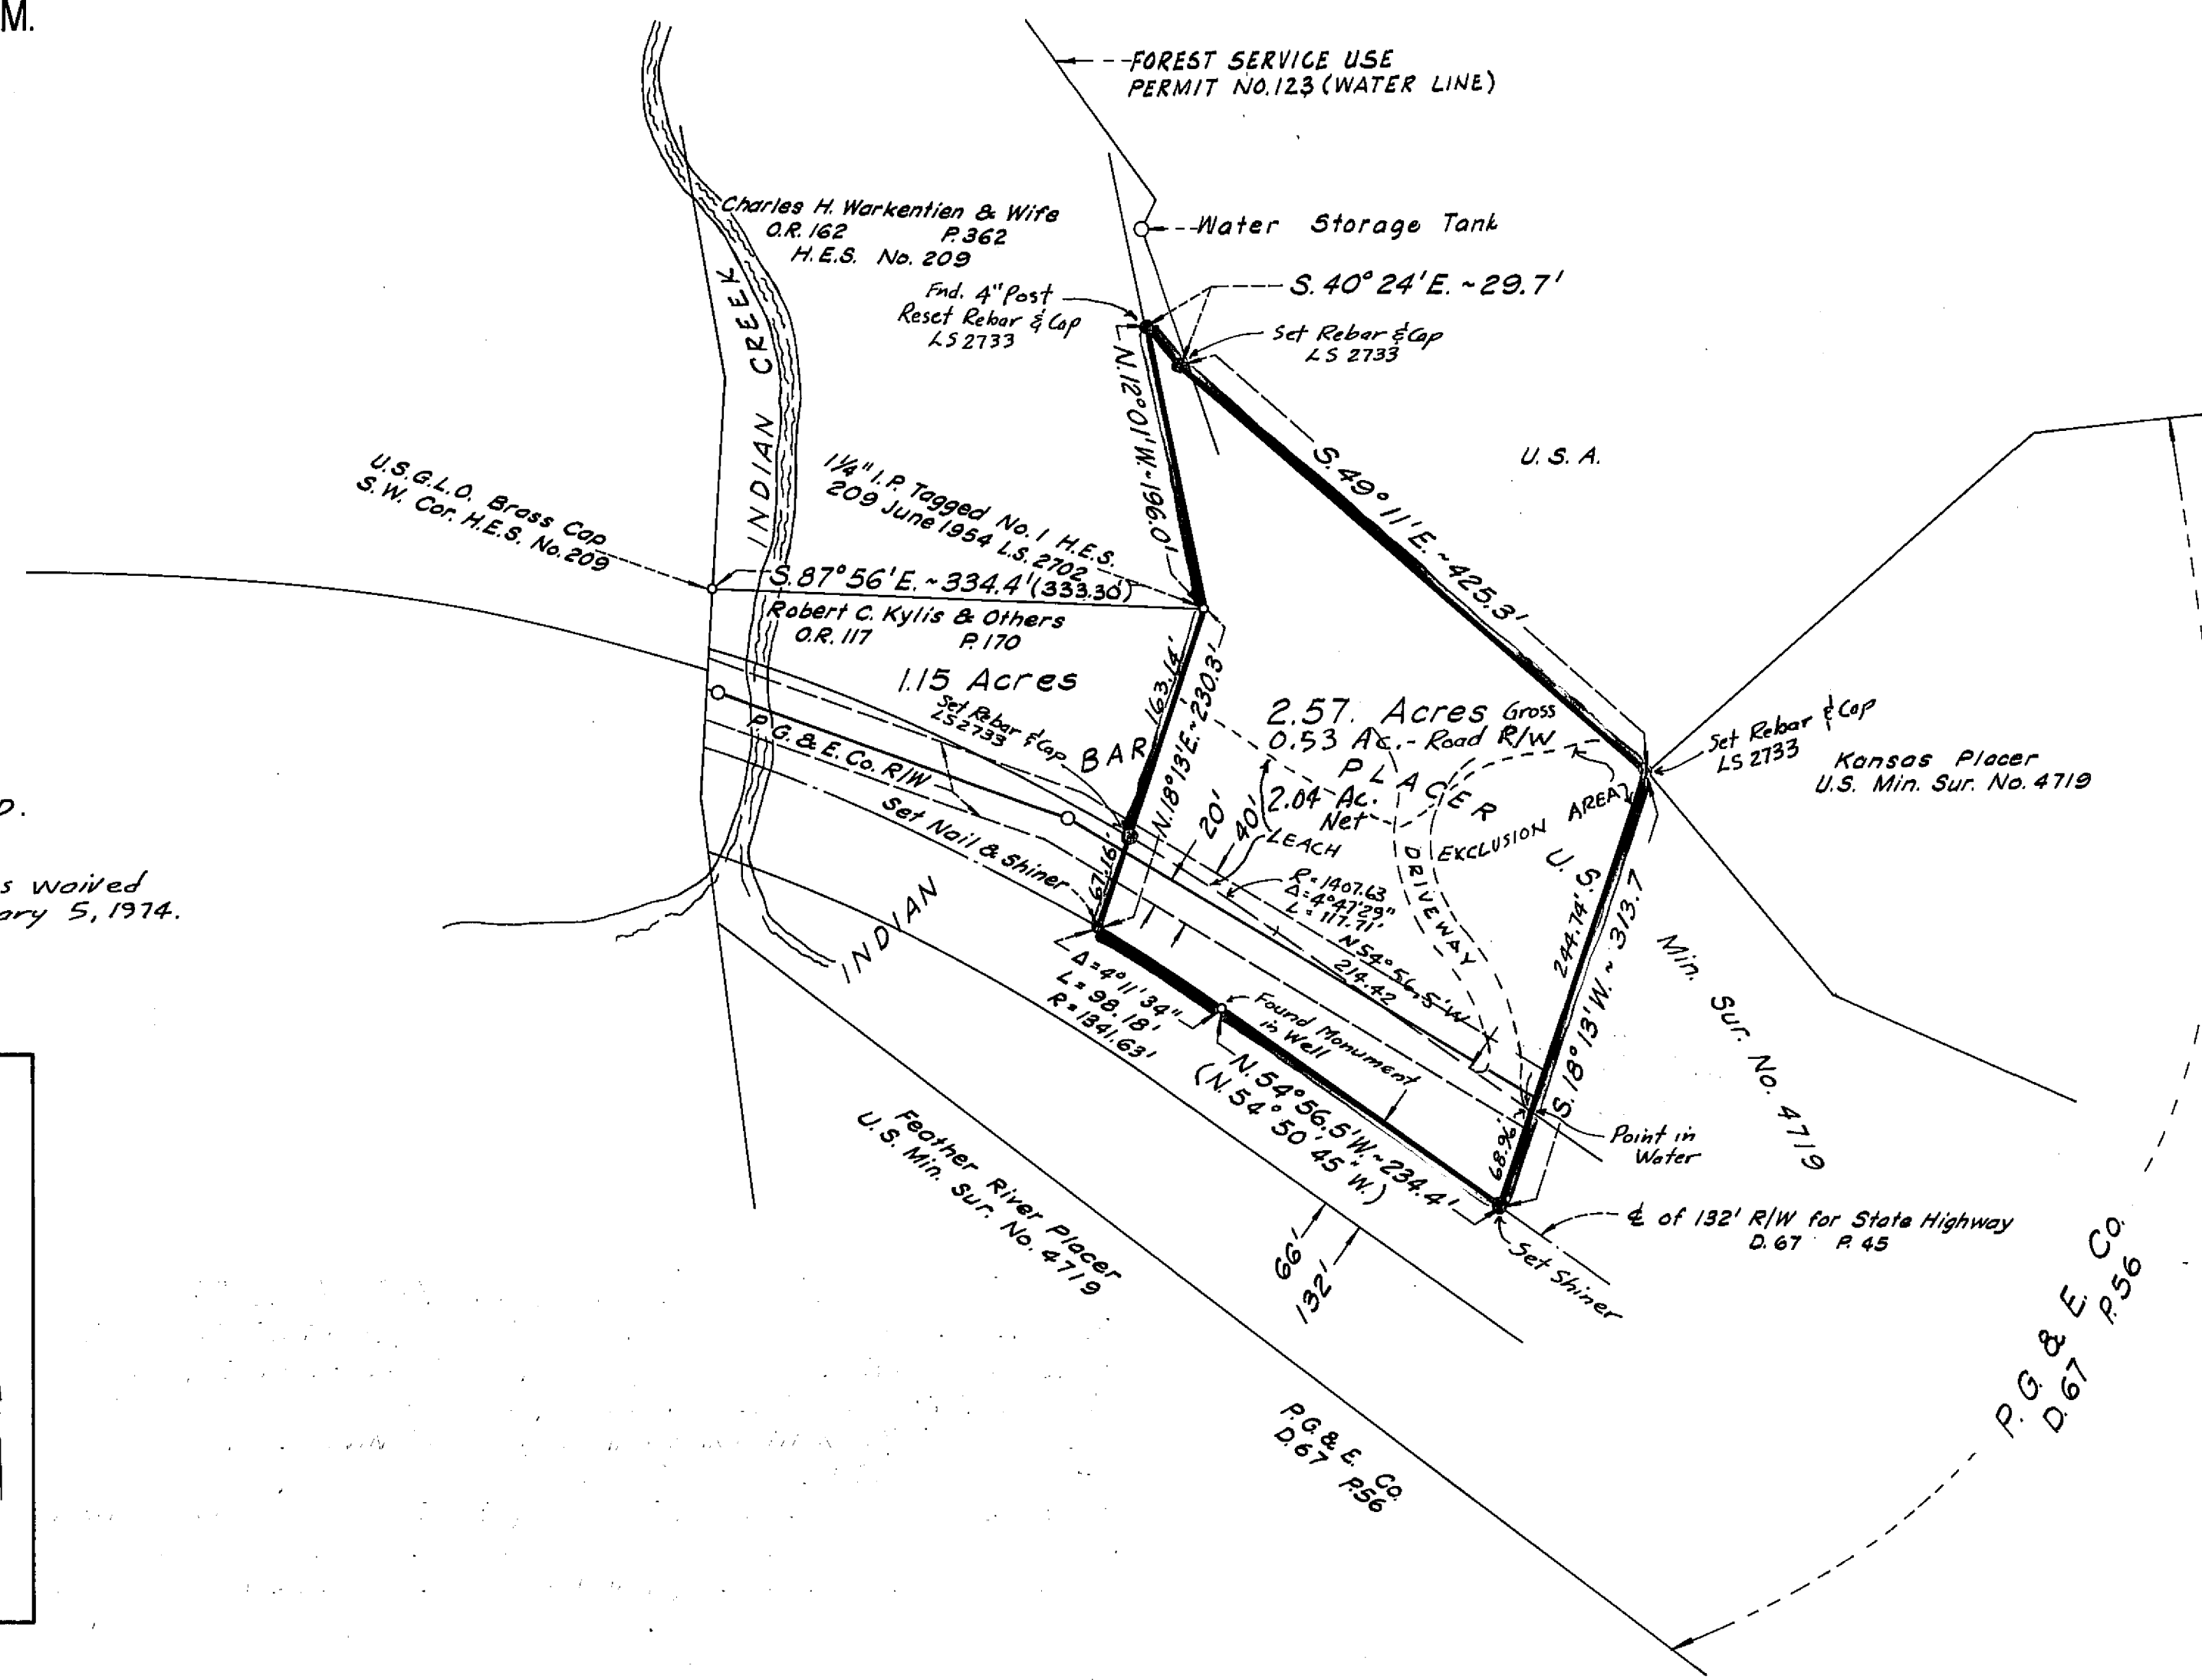 M.
FOREST SERVICE USE
PERMIT NO. 123 (WATER LINE)
Charles H. Warkentien & Wife
O.R. 162 P. 362
H.E.S. No. 209
Water Storage Tank
S. 40° 24' E. ~ 29.7'
Fnd. 4" Post
Reset Rebar & Cap
LS 2733
Set Rebar & Cap
LS 2733
INDIAN CREEK
N. 12° 01' W. ~ 196.0'
S. 49° 11' E. ~ 425.3'
U. S. A.
U.S.G.L.O. Brass Cap
S.W. Cor. H.E.S. No. 209
1¼" I.P. Tagged No. 1 H.E.S.
209 June 1954 L.S. 2702
S. 87° 56' E. ~ 334.4' (333.30')
Robert C. Kylis & Others
O.R. 117 P. 170
1.15 Acres
Set Rebar & Cap
LS 2733
163.14'
N. 18° 13' E. ~ 230.3'
67.16'
2.57. Acres Gross
0.53 Ac. - Road R/W
2.04 Ac.
Net
INDIAN BAR PLACER
U. S. Min. Sur. No. 4719
Set Rebar & Cap
LS 2733
Kansas Placer
U.S. Min. Sur. No. 4719
P. G. & E. Co. R/W
Set Nail & Shiner
20'
40'
LEACH
EXCLUSION AREA
DRIVEWAY
R = 1407.63
Δ = 4° 47' 29"
L = 117.71'
N 54° 56.5' W
214.42
244.74'
S. 18° 13' W. ~ 313.7
68.96'
D.
s waived
ary 5, 1974.
Δ = 4° 11' 34"
L = 98.18'
R = 1341.63'
Found Monument
in Well
N. 54° 56.5' W. ~ 234.4'
(N. 54° 50' 45" W.)
Point in
Water
Feather River Placer
U.S. Min. Sur. No. 4719
66'
132'
Set Shiner
℄ of 132' R/W for State Highway
D. 67 P. 45
P. G. & E. Co.
D. 67 P. 56
P. G. & E. Co.
D. 67 P. 56